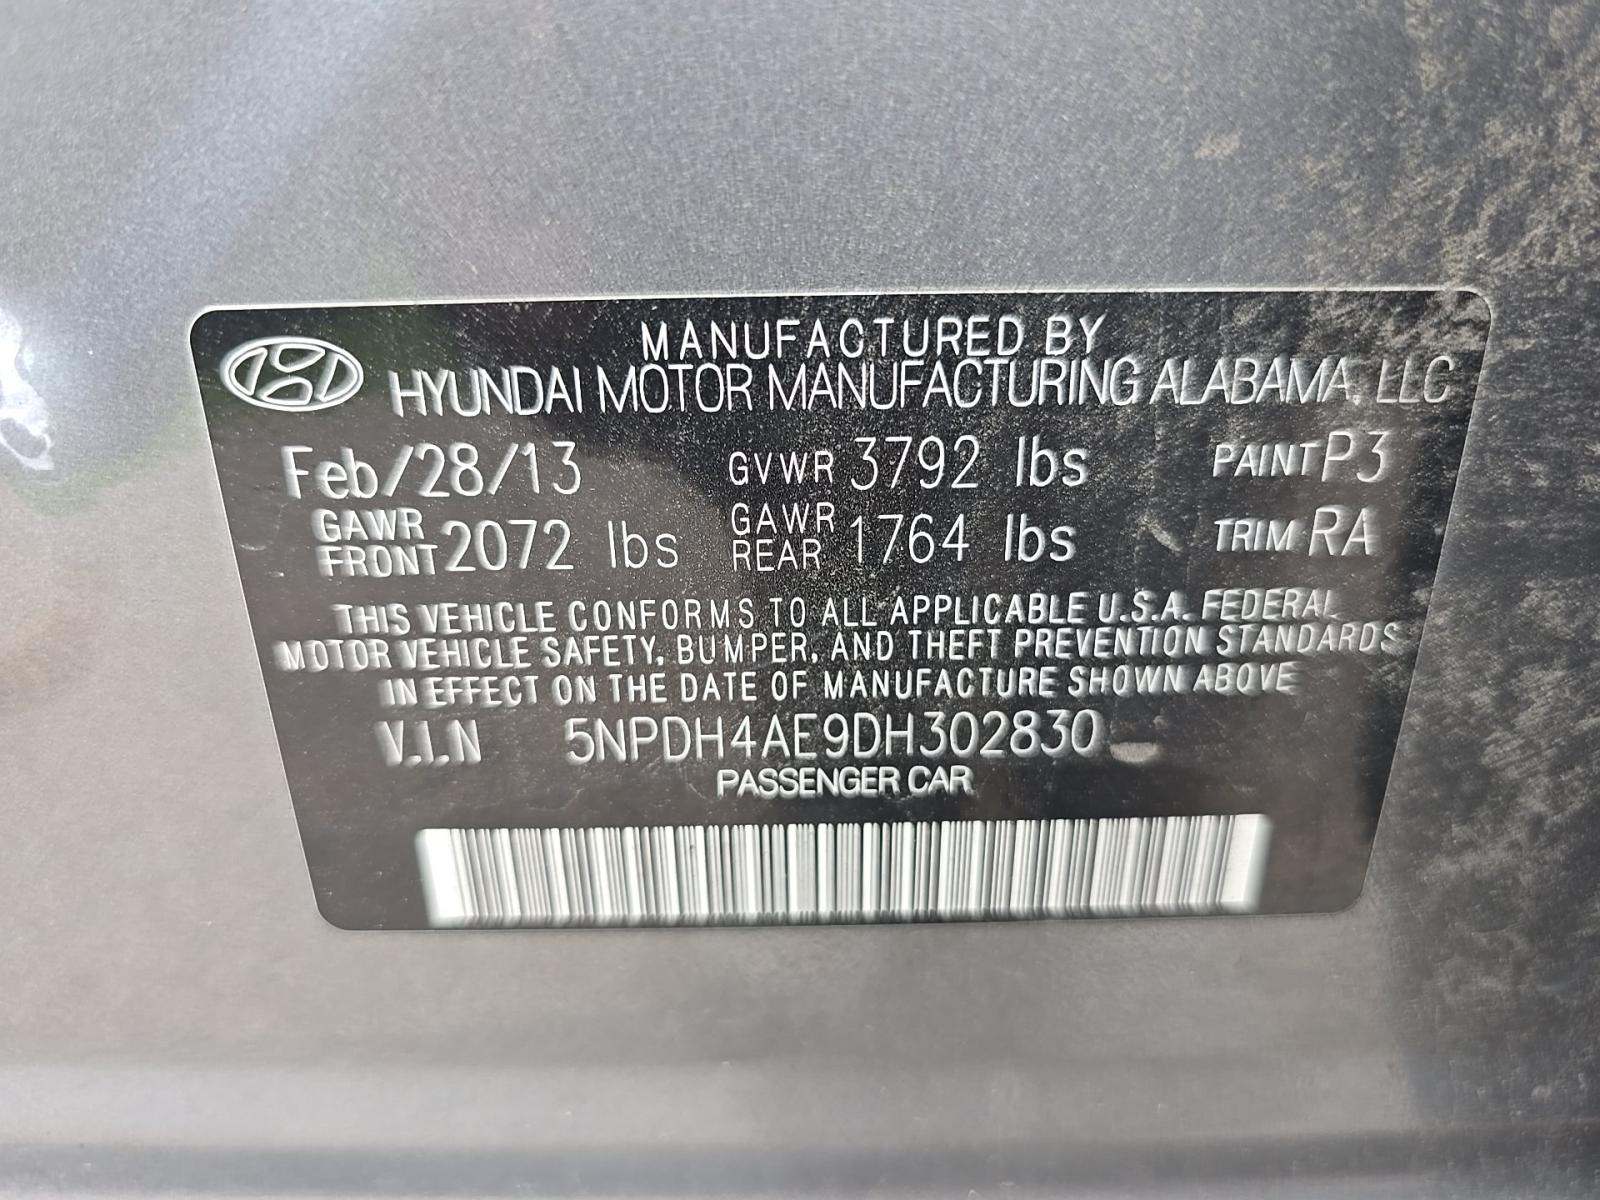 MANUFACTURED BY
HYUNDAI MOTOR MANUFACTURING ALABAMA, LLC
Feb/28/13 GVWR 3792 lbs PAINT P3
GAWR FRONT 2072 lbs GAWR REAR 1764 lbs TRIM RA
THIS VEHICLE CONFORMS TO ALL APPLICABLE U.S.A. FEDERAL
MOTOR VEHICLE SAFETY, BUMPER, AND THEFT PREVENTION STANDARDS
IN EFFECT ON THE DATE OF MANUFACTURE SHOWN ABOVE
V.I.N 5NPDH4AE9DH302830
PASSENGER CAR